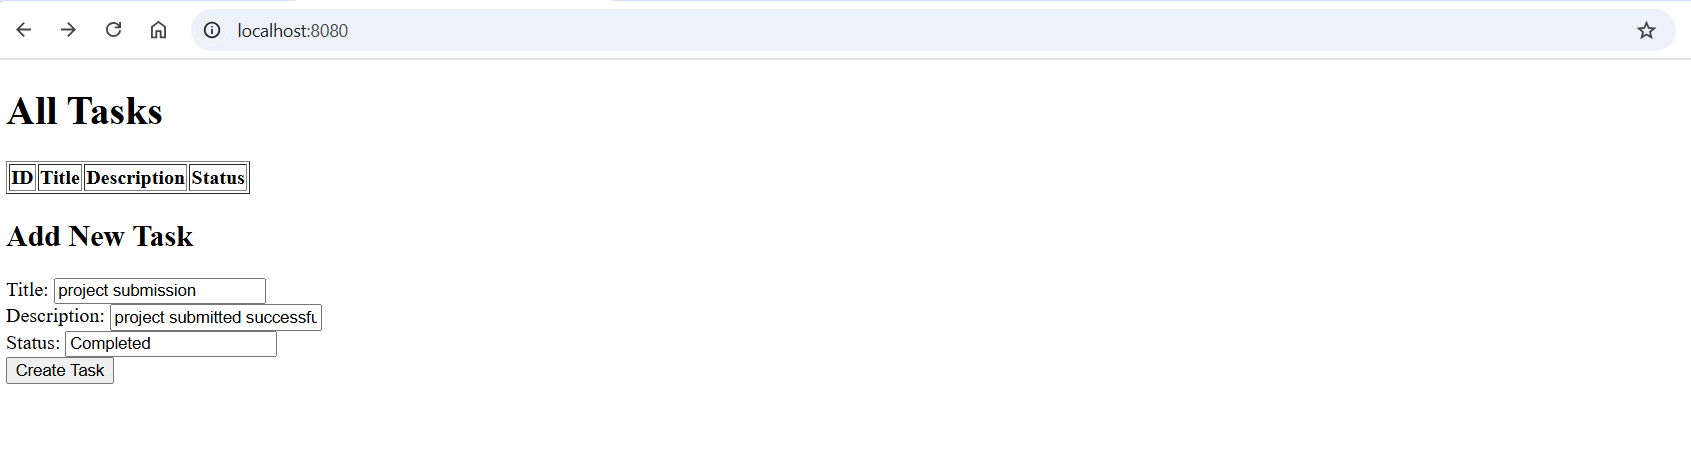 localhost:8080
All Tasks
ID Title Description Status
Add New Task
Title: project submission
Description: project submitted successfu
Status: Completed
Create Task